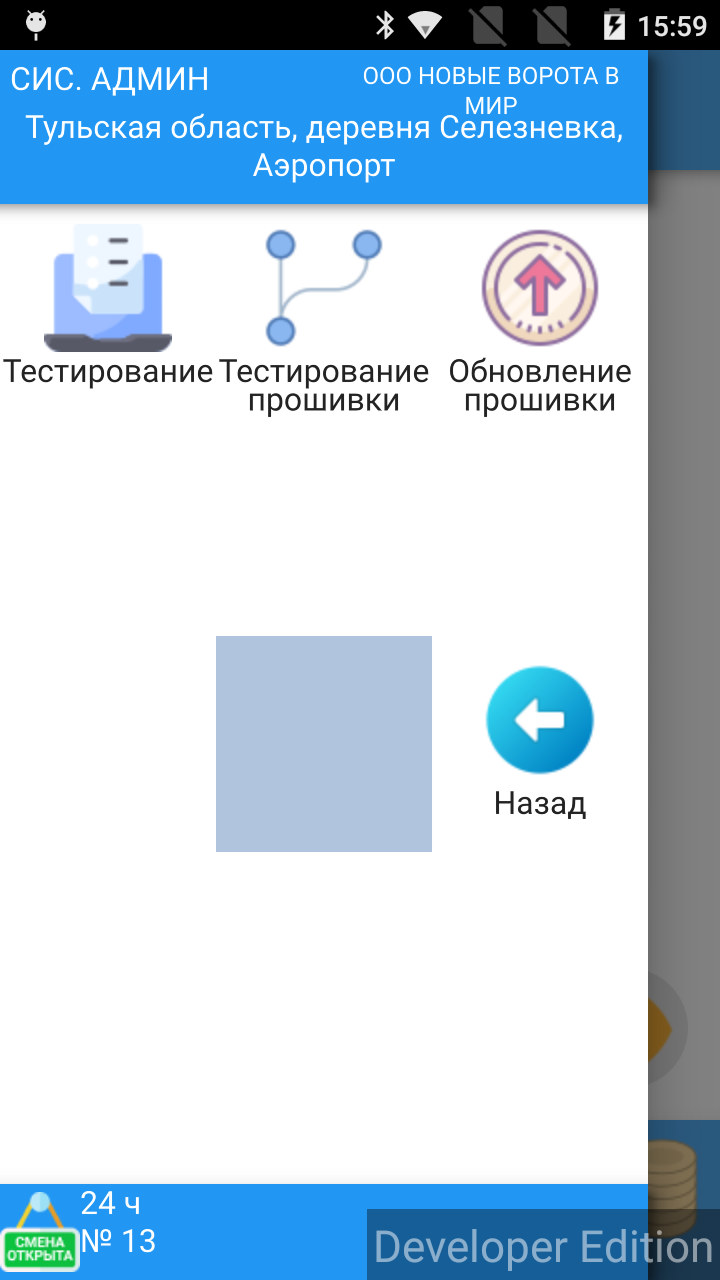 15:59
СИС. АДМИН
ООО НОВЫЕ ВОРОТА В
МИР
Тульская область, деревня Селезневка,
Аэропорт
Тестирование
Тестирование
прошивки
Обновление
прошивки
Назад
24 ч
№ 13
СМЕНА
ОТКРЫТА
Developer Edition